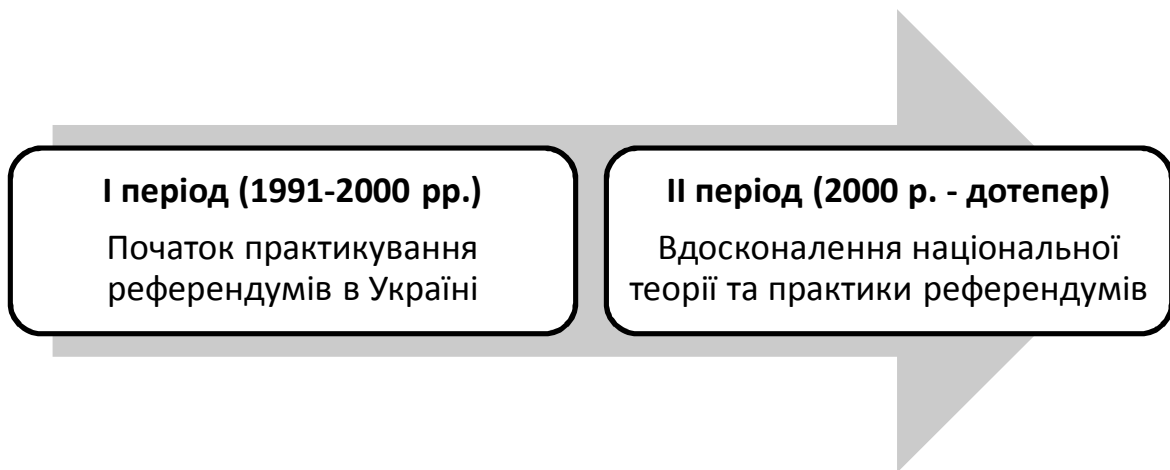 І період (1991-2000 рр.)
Початок практикування
референдумів в Україні
ІІ період (2000 р. - дотепер)
Вдосконалення національної
теорії та практики референдумів